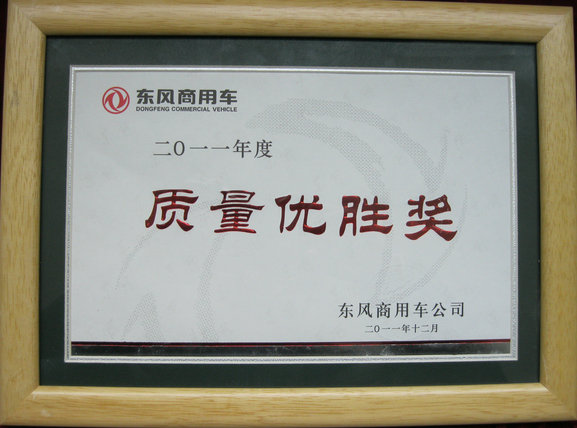 东风商用车
DONGFENG COMMERCIAL VEHICLE
二〇一一年度
质量优胜奖
东风商用车公司
二〇一一年十二月